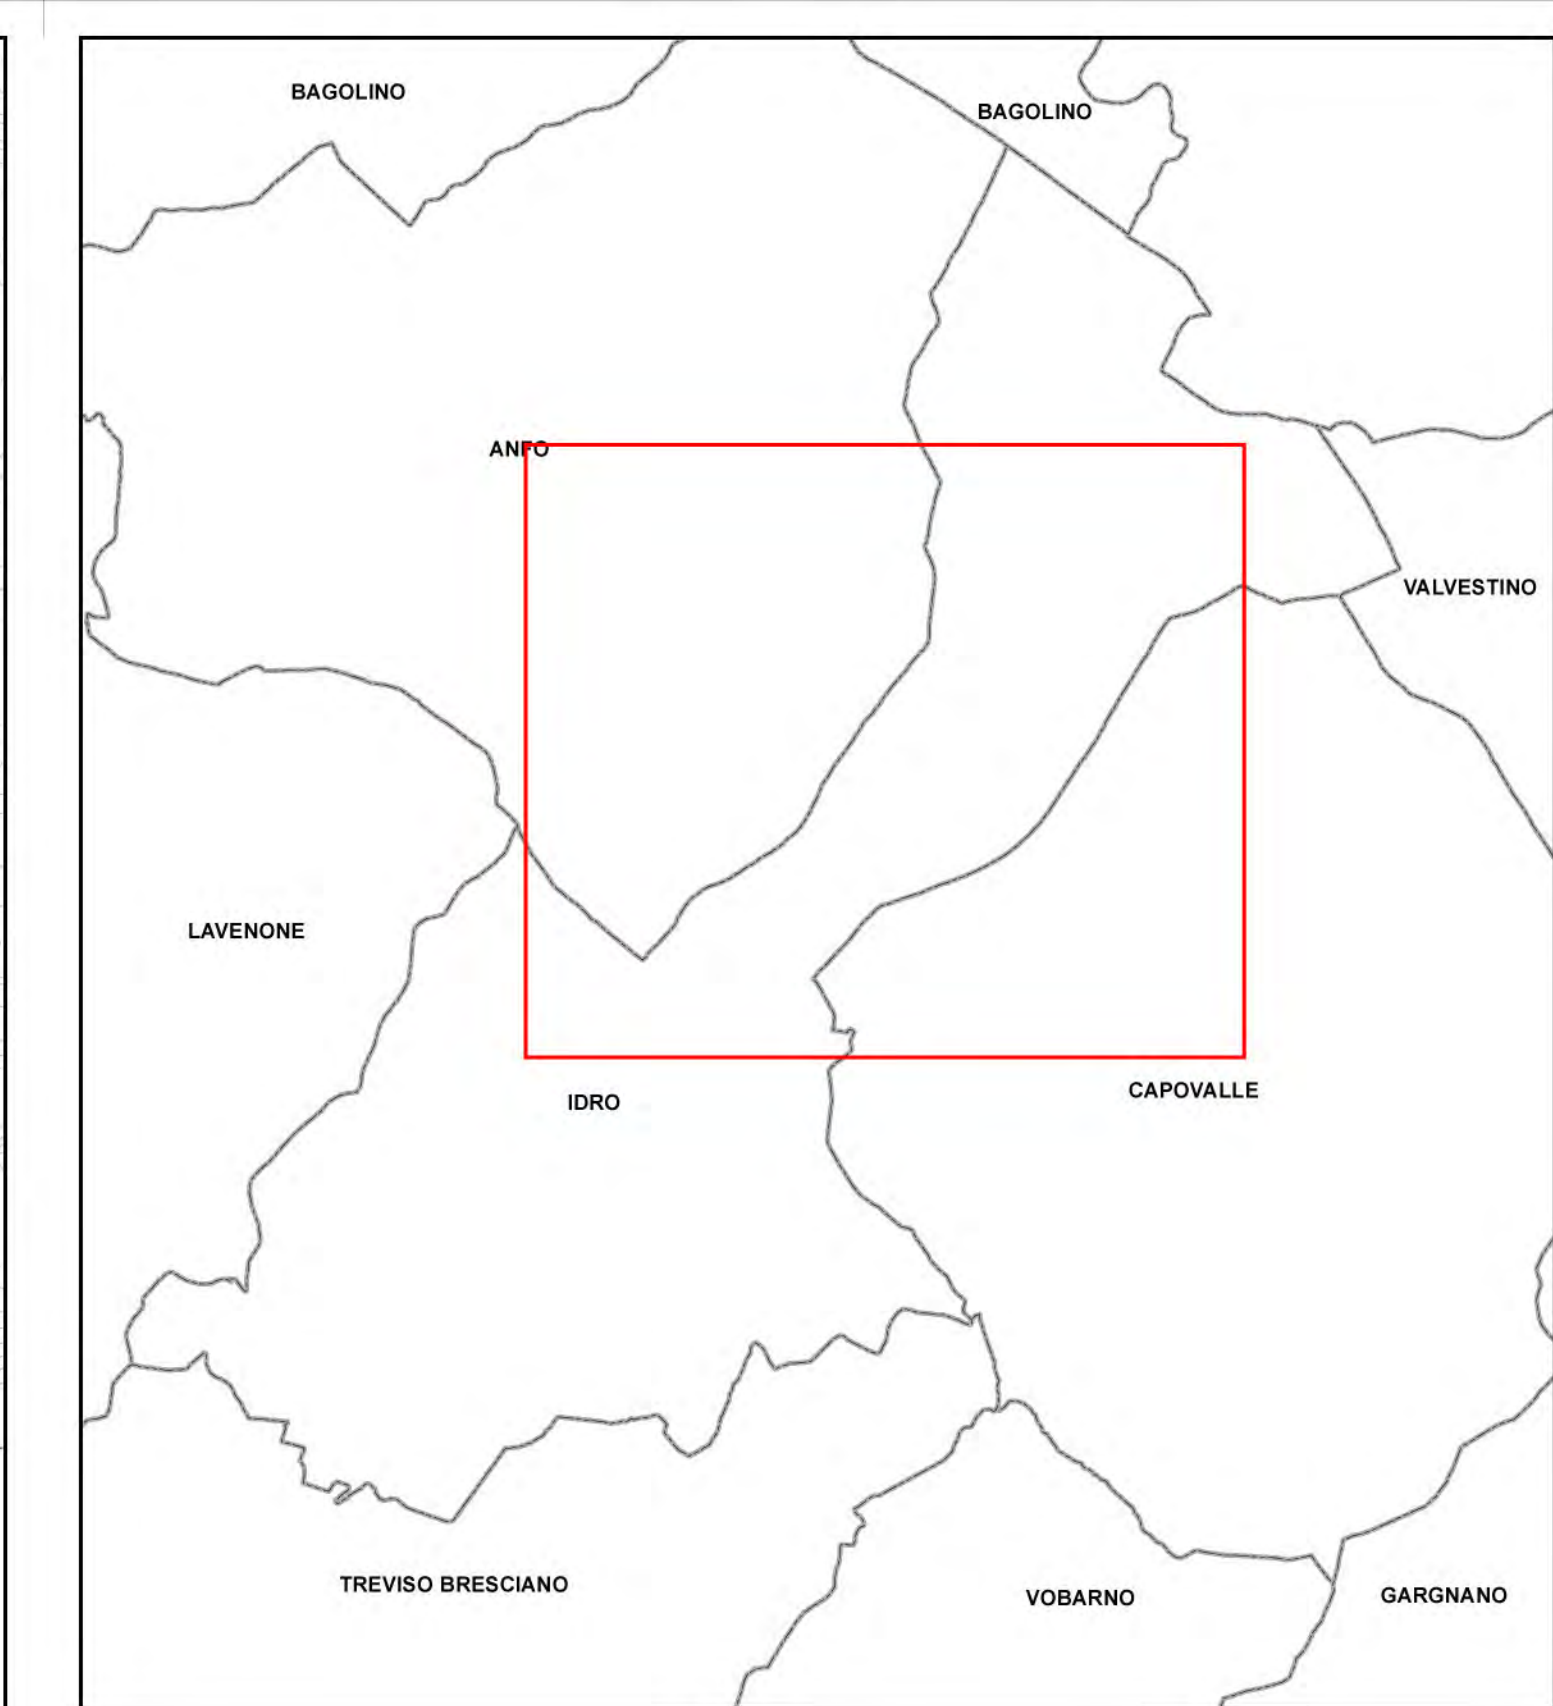 BAGOLINO
BAGOLINO
ANFO
VALVESTINO
LAVENONE
CAPOVALLE
IDRO
TREVISO BRESCIANO
VOBARNO
GARGNANO